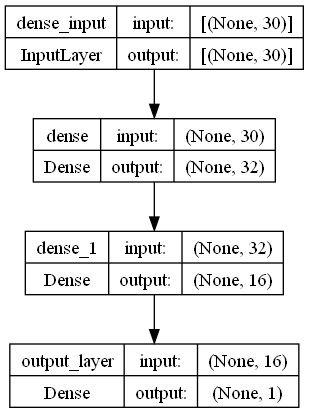 dense_input input: [(None, 30)]
InputLayer output: [(None, 30)]
dense input: (None, 30)
Dense output: (None, 32)
dense_1 input: (None, 32)
Dense output: (None, 16)
output_layer input: (None, 16)
Dense output: (None, 1)